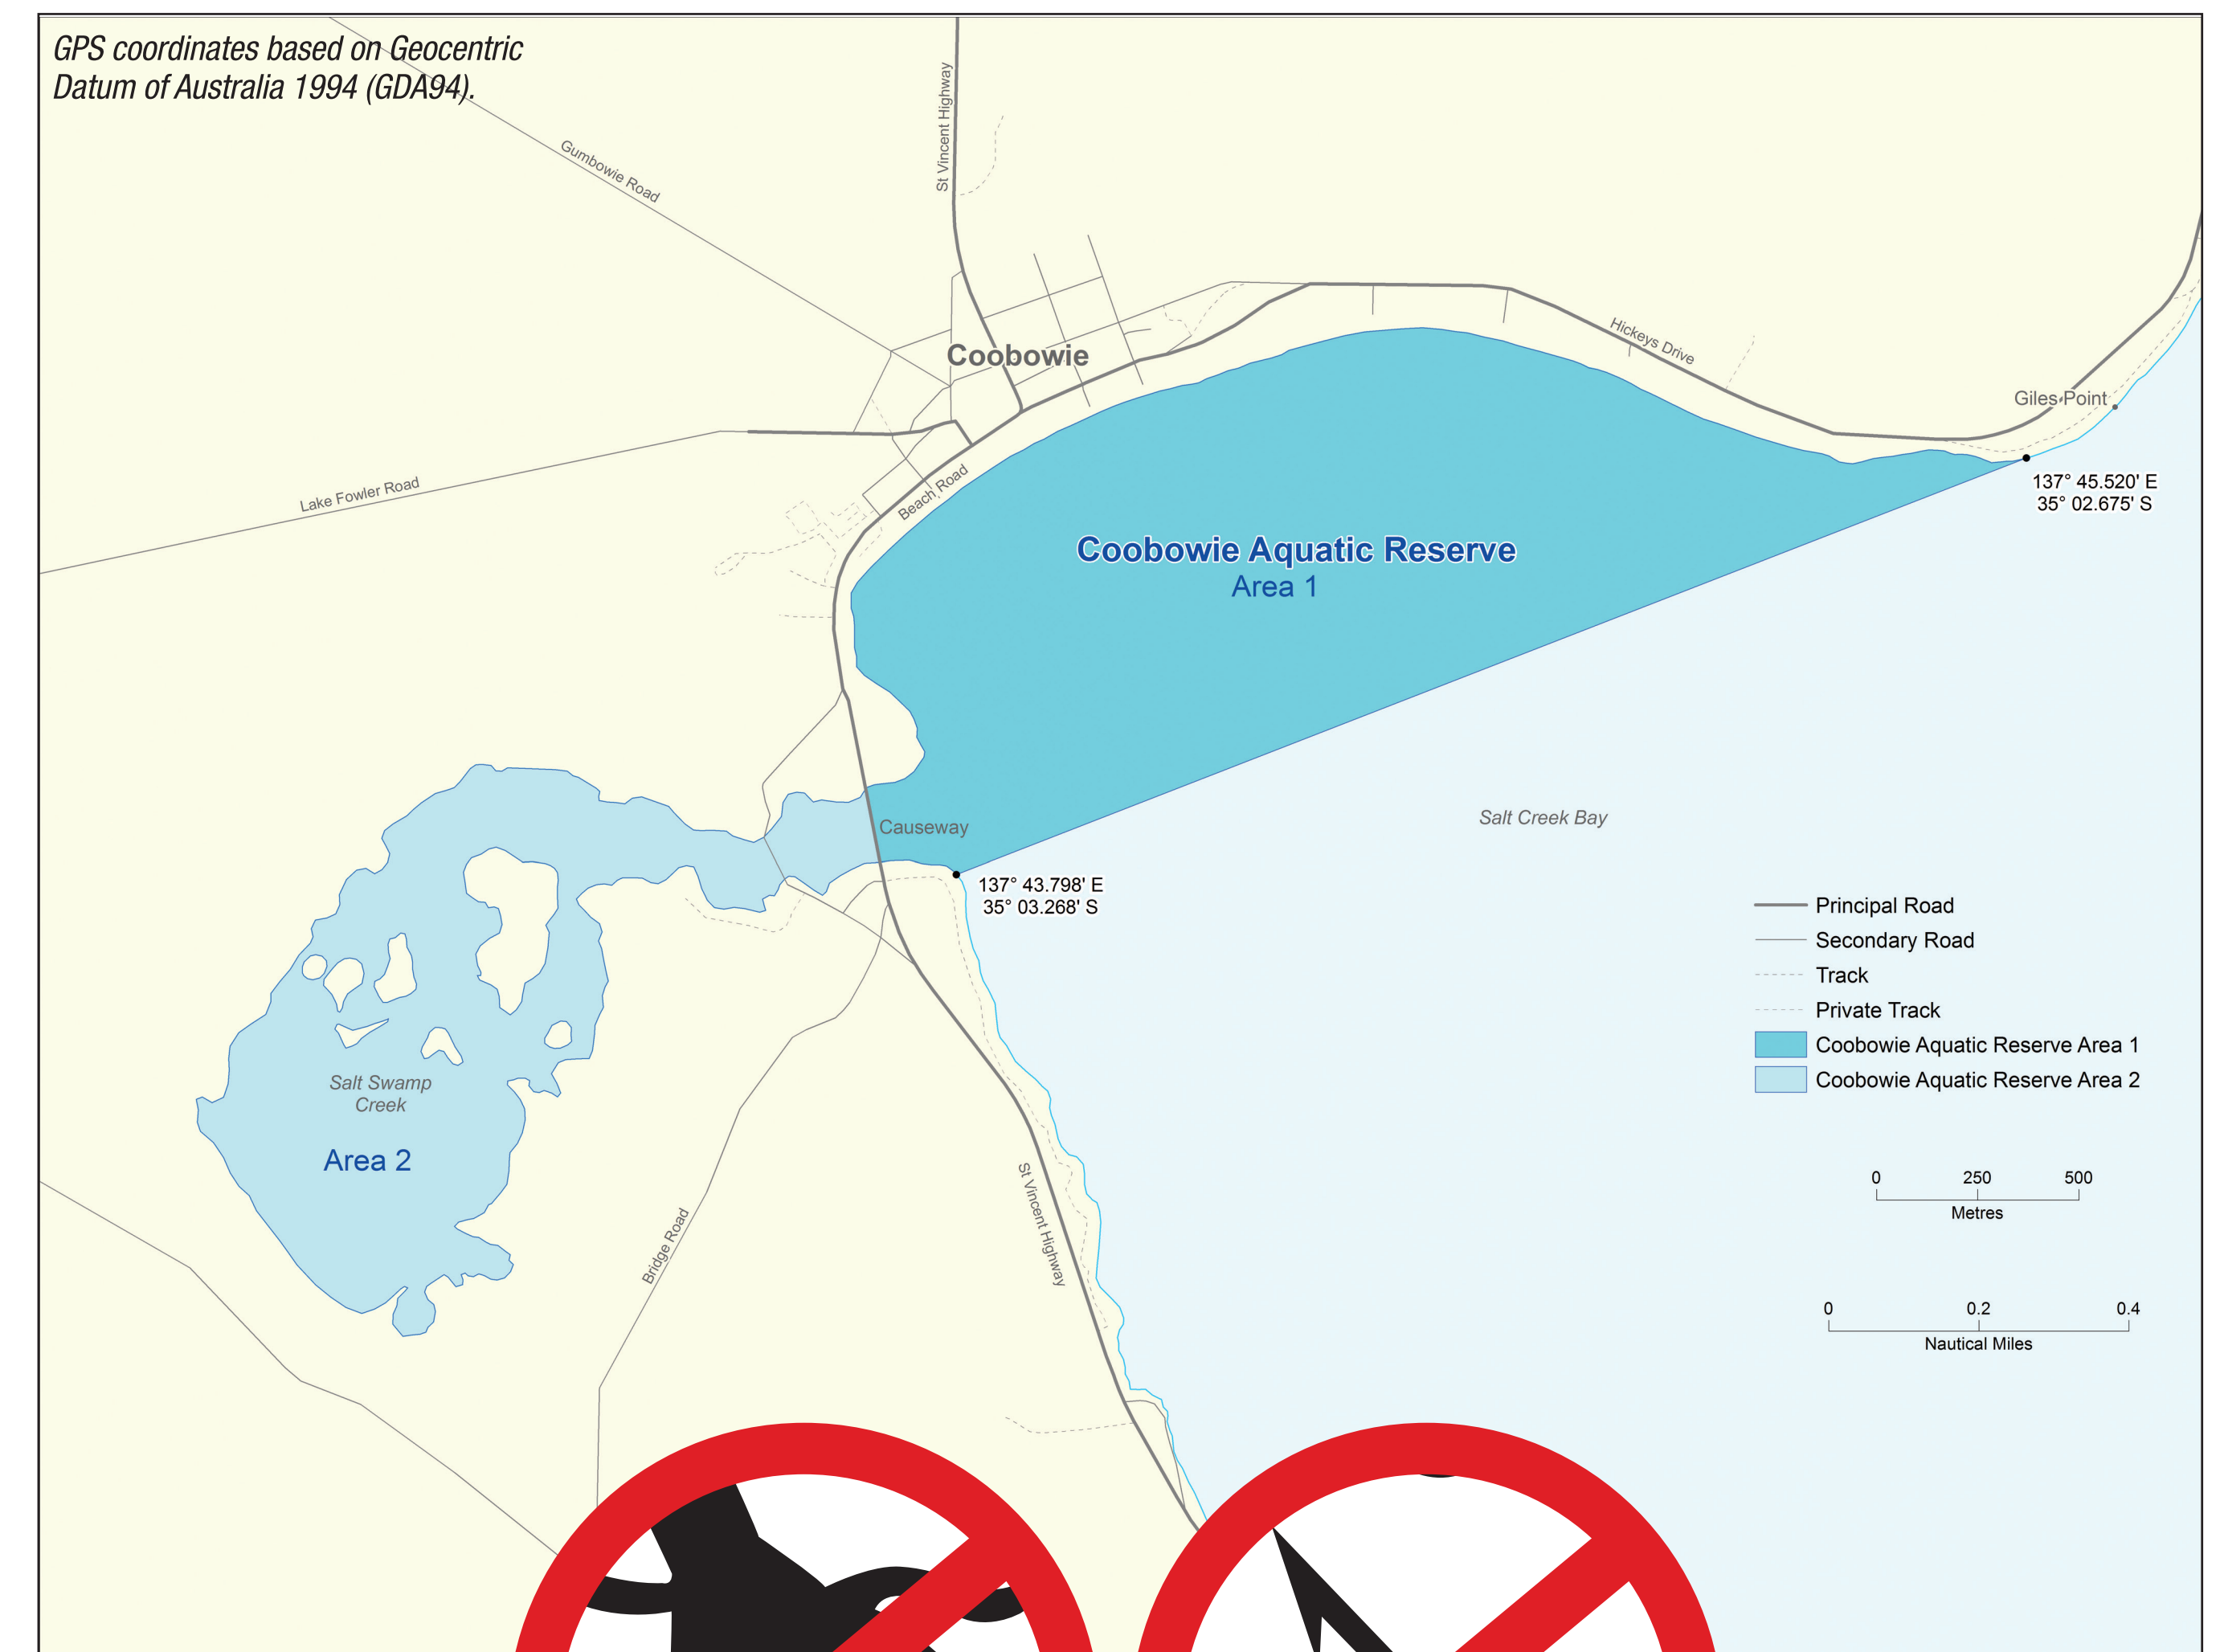 GPS coordinates based on Geocentric
Datum of Australia 1994 (GDA94).
St Vincent Highway
Gumbowie Road
Coobowie
Hickeys Drive
Giles Point
Lake Fowler Road
Beach Road
137° 45.520' E
35° 02.675' S
Coobowie Aquatic Reserve
Area 1
Salt Creek Bay
Causeway
137° 43.798' E
35° 03.268' S
Principal Road
Secondary Road
Track
Private Track
Coobowie Aquatic Reserve Area 1
Coobowie Aquatic Reserve Area 2
Salt Swamp
Creek
Area 2
St Vincent Highway
Bridge Road
0 250 500
Metres
0 0.2 0.4
Nautical Miles